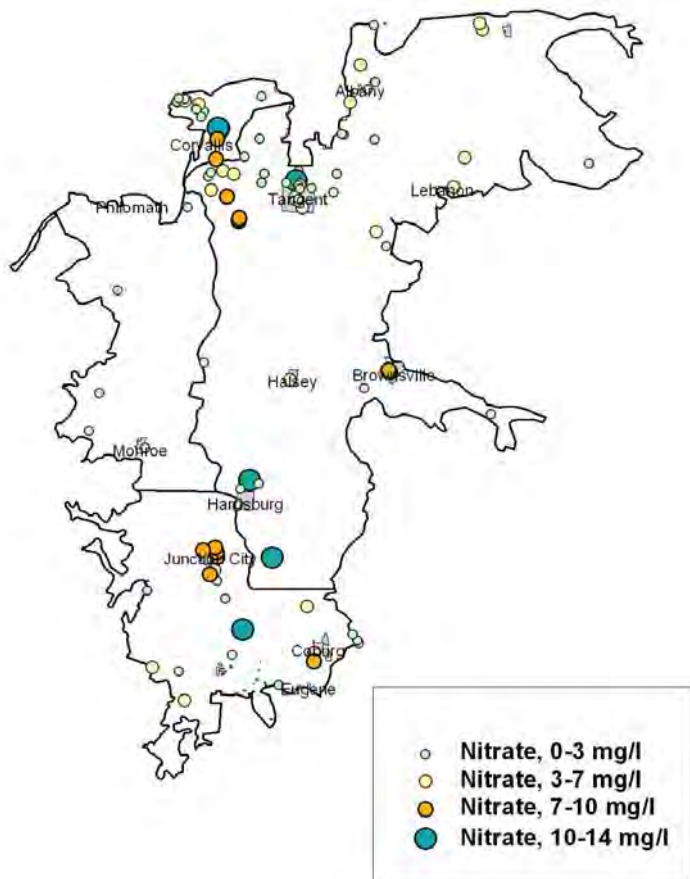 Albany
Corvallis
Lebanon
Tangent
Philomath
Halsey
Brownsville
Monroe
Harrisburg
Junction City
Coburg
Eugene
Nitrate, 0-3 mg/l
Nitrate, 3-7 mg/l
Nitrate, 7-10 mg/l
Nitrate, 10-14 mg/l